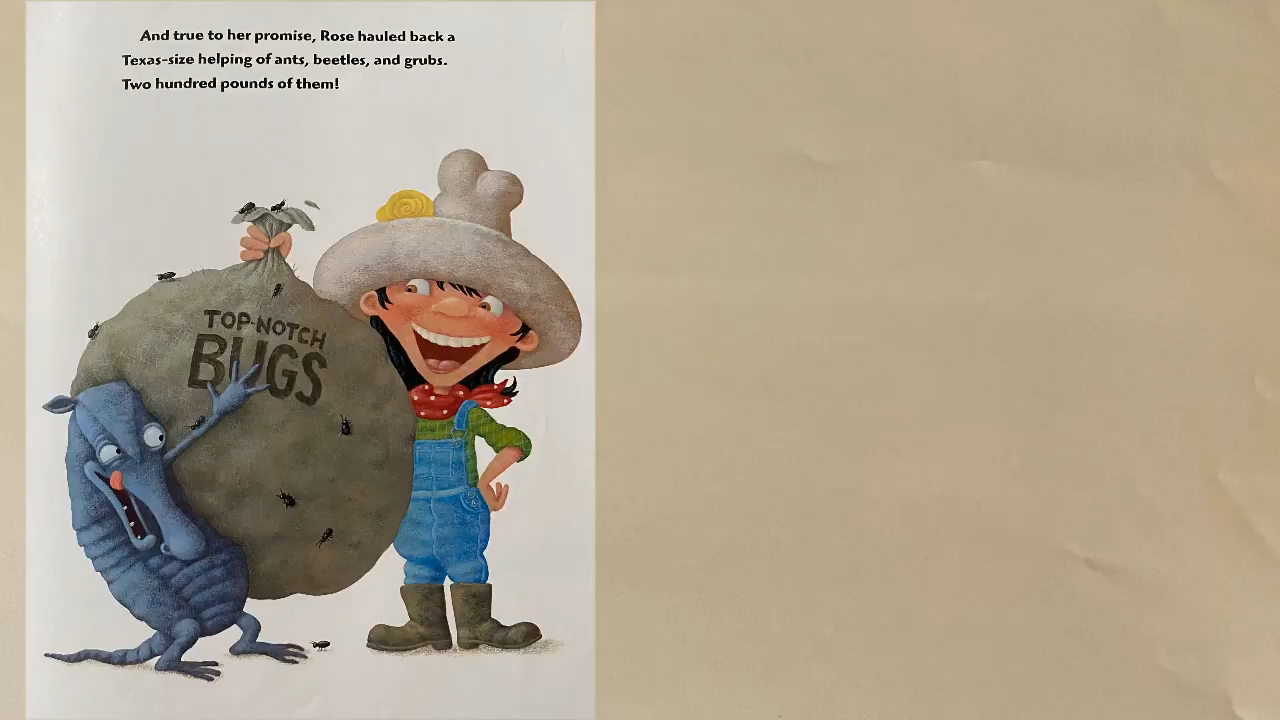 And true to her promise, Rose hauled back a
Texas-size helping of ants, beetles, and grubs.
Two hundred pounds of them!
TOP-NOTCH
BUGS